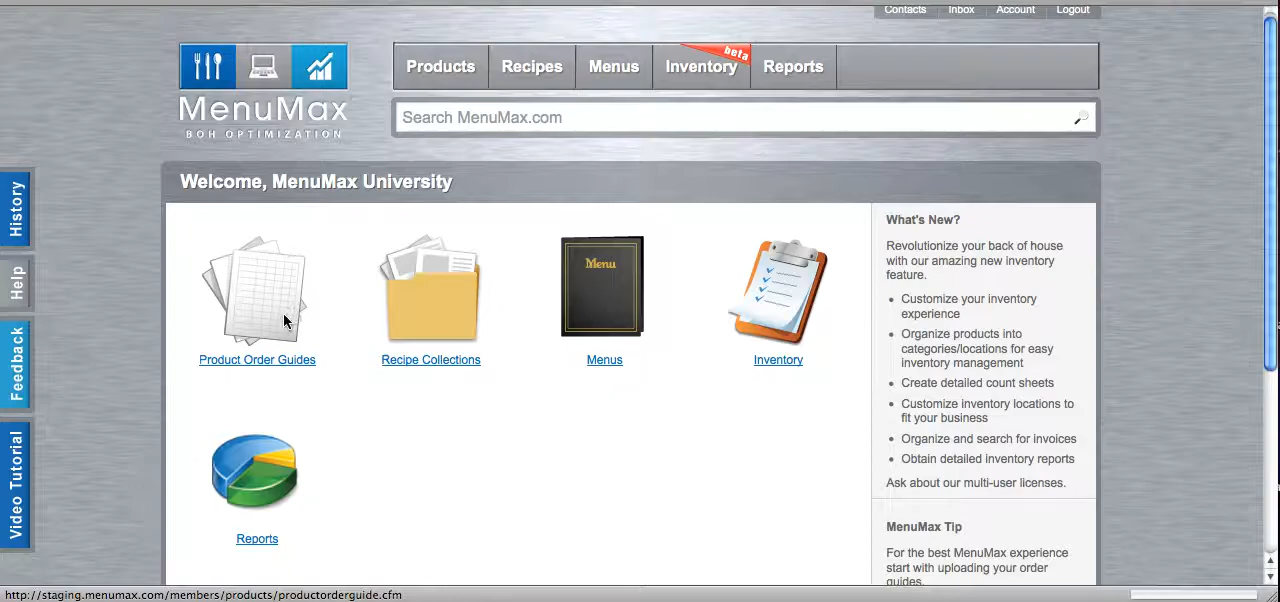 Contacts Inbox Account Logout
Products Recipes Menus Inventory beta Reports
MenuMax
BOH OPTIMIZATION
Search MenuMax.com
History
Help
Feedback
Video Tutorial
Welcome, MenuMax University
Menu
Product Order Guides
Recipe Collections
Menus
Inventory
Reports
What's New?
Revolutionize your back of house
with our amazing new inventory
feature.
Customize your inventory
experience
Organize products into
categories/locations for easy
inventory management
Create detailed count sheets
Customize inventory locations to
fit your business
Organize and search for invoices
Obtain detailed inventory reports
Ask about our multi-user licenses.
MenuMax Tip
For the best MenuMax experience
start with uploading your order
guides.
http://staging.menumax.com/members/products/productorderguide.cfm